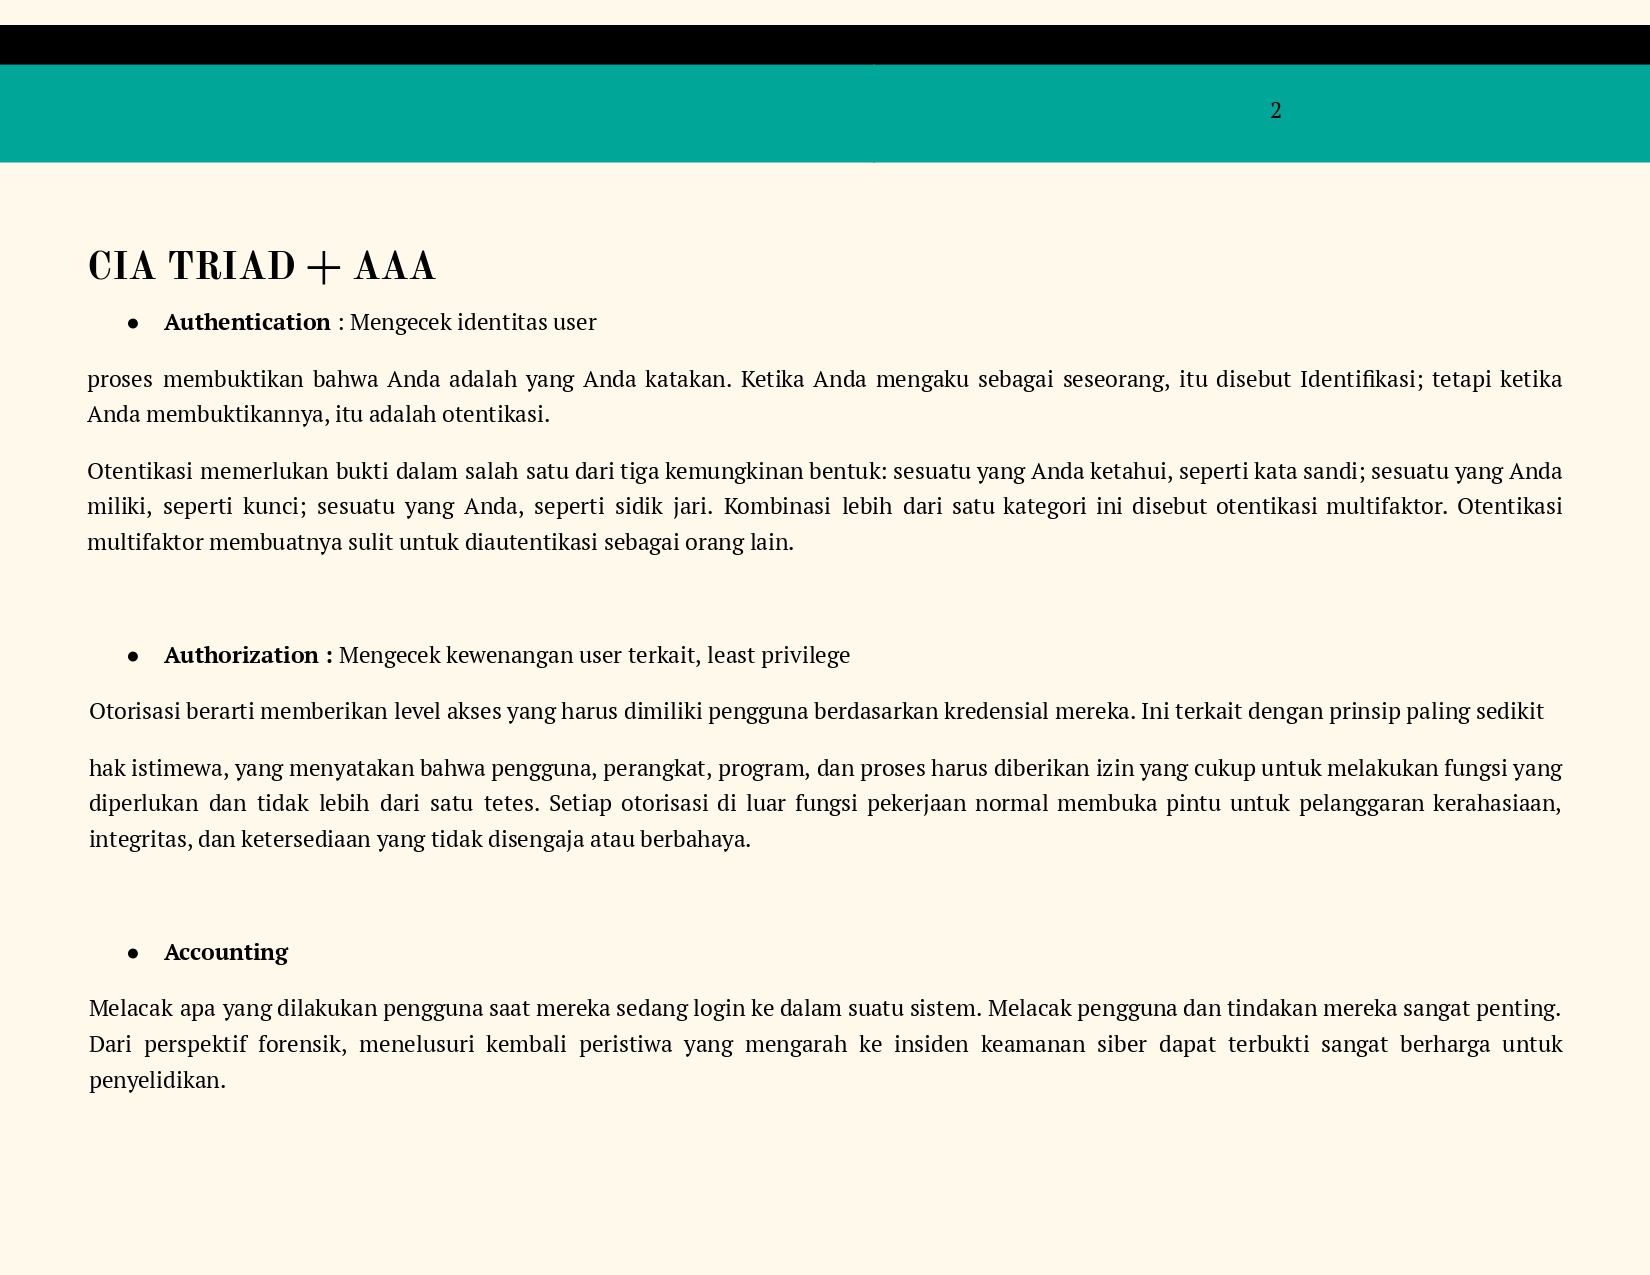 2
CIA TRIAD + AAA
● Authentication : Mengecek identitas user
proses membuktikan bahwa Anda adalah yang Anda katakan. Ketika Anda mengaku sebagai seseorang, itu disebut Identifikasi; tetapi ketika
Anda membuktikannya, itu adalah otentikasi.
Otentikasi memerlukan bukti dalam salah satu dari tiga kemungkinan bentuk: sesuatu yang Anda ketahui, seperti kata sandi; sesuatu yang Anda
miliki, seperti kunci; sesuatu yang Anda, seperti sidik jari. Kombinasi lebih dari satu kategori ini disebut otentikasi multifaktor. Otentikasi
multifaktor membuatnya sulit untuk diautentikasi sebagai orang lain.
● Authorization : Mengecek kewenangan user terkait, least privilege
Otorisasi berarti memberikan level akses yang harus dimiliki pengguna berdasarkan kredensial mereka. Ini terkait dengan prinsip paling sedikit
hak istimewa, yang menyatakan bahwa pengguna, perangkat, program, dan proses harus diberikan izin yang cukup untuk melakukan fungsi yang
diperlukan dan tidak lebih dari satu tetes. Setiap otorisasi di luar fungsi pekerjaan normal membuka pintu untuk pelanggaran kerahasiaan,
integritas, dan ketersediaan yang tidak disengaja atau berbahaya.
● Accounting
Melacak apa yang dilakukan pengguna saat mereka sedang login ke dalam suatu sistem. Melacak pengguna dan tindakan mereka sangat penting.
Dari perspektif forensik, menelusuri kembali peristiwa yang mengarah ke insiden keamanan siber dapat terbukti sangat berharga untuk
penyelidikan.